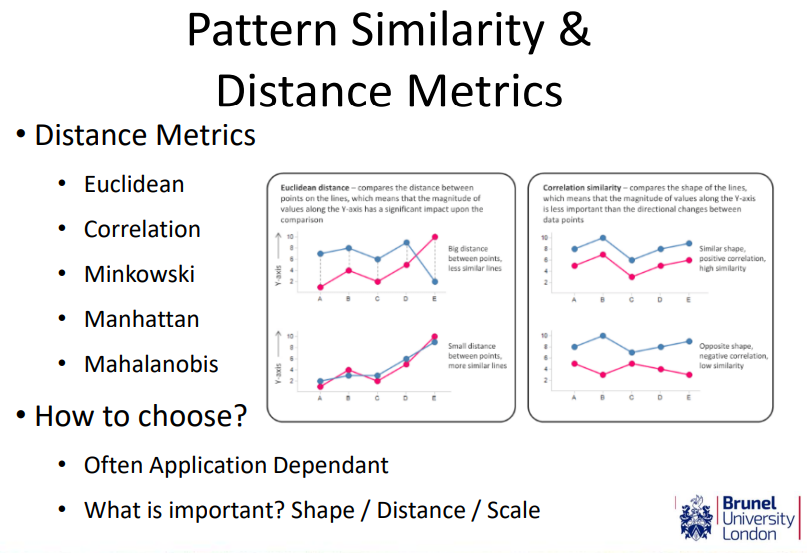 Pattern Similarity &
Distance Metrics
• Distance Metrics
• Euclidean
• Correlation
• Minkowski
• Manhattan
• Mahalanobis
• How to choose?
• Often Application Dependant
• What is important? Shape / Distance / Scale
Euclidean distance – compares the distance between
points on the lines, which means that the magnitude of
values along the Y-axis has a significant impact upon the
comparison
Y-axis
10
8
6
4
2
A B C D E
Big distance
between points,
less similar lines
Y-axis
10
8
6
4
2
A B C D E
Small distance
between points,
more similar lines
Correlation similarity – compares the shape of the lines,
which means that the magnitude of values along the Y-axis
is less important than the directional changes between
data points
10
8
6
4
2
A B C D E
Similar shape,
positive correlation,
high similarity
10
8
6
4
2
A B C D E
Opposite shape,
negative correlation,
low similarity
Brunel
University
London